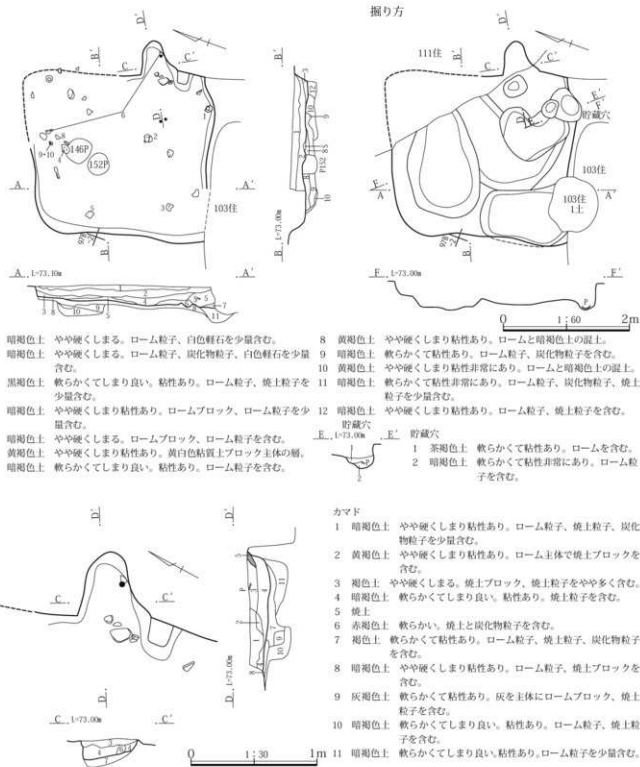 掘り方
D'
B'
C
C'
111住
E'
F'
貯蔵穴
6
1
2
D
8
9~10
4
146P
152P
A
A'
103住
103住
103住
1土
5
3
978
-2
B
B L=73.00m
P152
12
10
9
8 5
978
-2
A L=73.10m
A'
F L=73.00m
F'
0 1:60 2m
暗褐色土 やや硬くしまる。ローム粒子、白色軽石を少量含む。
暗褐色土 やや硬くしまる。ローム粒子、炭化物粒子、白色軽石を少量
含む。
黒褐色土 軟らかくてしまり良い。粘性あり。ローム粒子、焼土粒子を
少量含む。
暗褐色土 やや硬くしまり粘性あり。ロームブロック、ローム粒子を少
量含む。
暗褐色土 やや硬くしまる。ロームブロック、ローム粒子を含む。
黄褐色土 やや硬くしまり粘性あり。黄白色粘質土ブロック主体の層。
暗褐色土 軟らかくてしまり良い。粘性あり。ローム粒子を含む。
8 黄褐色土 やや硬くしまり粘性あり。ロームと暗褐色土の混土。
9 暗褐色土 軟らかくて粘性あり。ローム粒子、炭化物粒子を含む。
10 黄褐色土 やや硬くしまり粘性非常にあり。ロームと暗褐色土の混土。
11 暗褐色土 軟らかくて粘性非常にあり。ローム粒子、炭化物粒子、焼土
粒子を少量含む。
12 暗褐色土 やや硬くしまり粘性あり。ローム粒子、焼土粒子を含む。
貯蔵穴
E L=73.00m E'
貯蔵穴
1 茶褐色土 軟らかくて粘性あり。ロームを含む。
2 暗褐色土 軟らかくて粘性非常にあり。ローム粒
子を含む。
カマド
1 暗褐色土 やや硬くしまり粘性あり。ローム粒子、焼土粒子、炭化
物粒子を少量含む。
2 黄褐色土 やや硬くしまり粘性あり。ローム主体で焼土ブロックを
含む。
3 褐色土 やや硬くしまる。焼土ブロック、焼土粒子をやや多く含む。
4 暗褐色土 軟らかくてしまり良い。粘性あり。焼土粒子を含む。
5 焼土
6 赤褐色土 軟らかい。焼土と炭化物粒子を含む。
7 褐色土 軟らかくて粘性あり。ローム粒子、焼土粒子、炭化物粒子
を含む。
8 暗褐色土 やや硬くしまり粘性あり。ローム粒子、焼土ブロックを
含む。
9 灰褐色土 軟らかくて粘性あり。灰を主体にロームブロック、焼土
粒子を含む。
10 暗褐色土 軟らかくてしまり良い。粘性あり。ローム粒子、焼土粒
子を含む。
11 暗褐色土 軟らかくてしまり良い。粘性あり。ローム粒子を少量含む。
D'
D'
C
C'
D
D L=73.00m
C L=73.00m
C'
0 1:30 1m